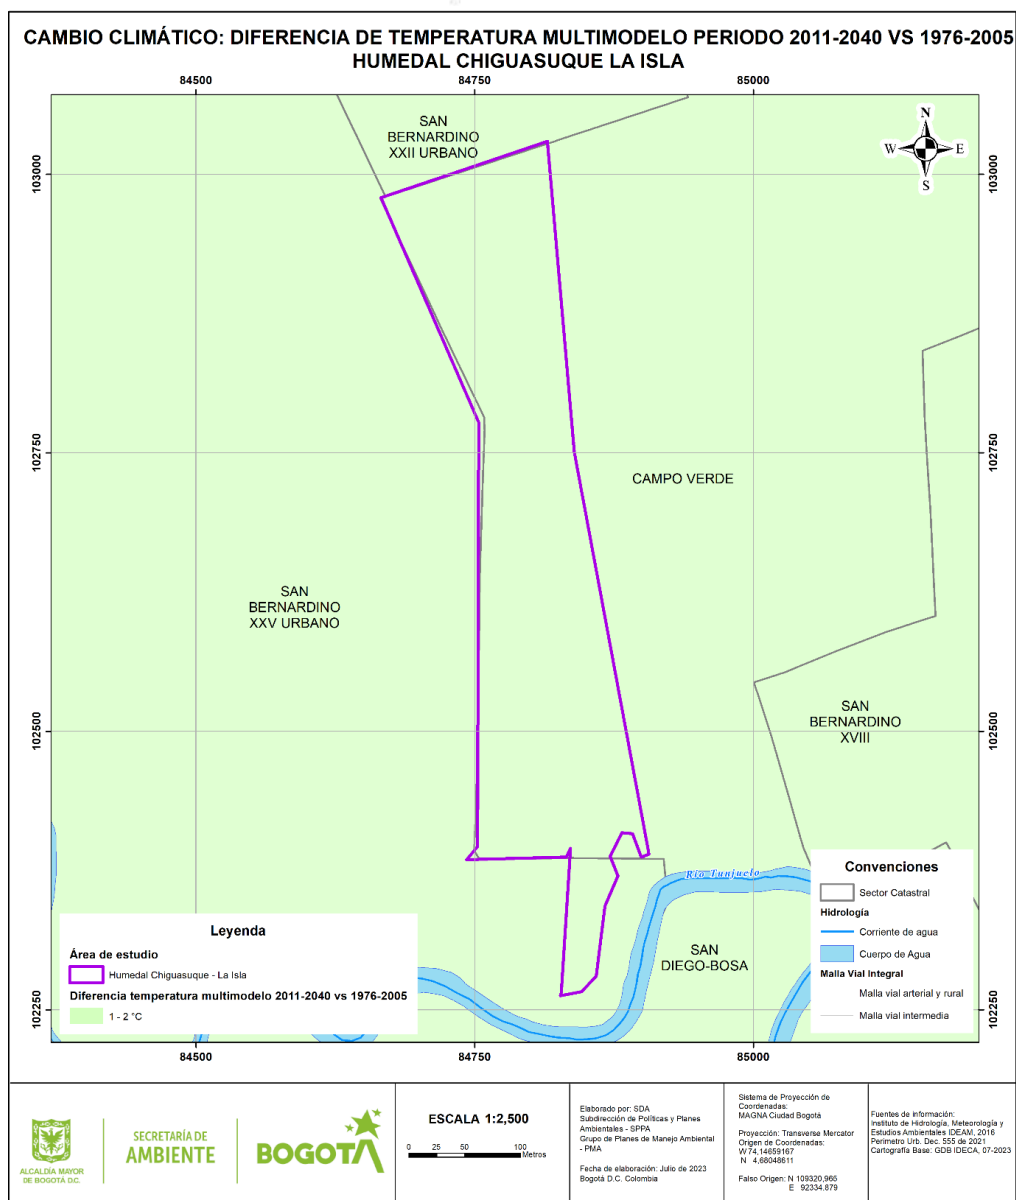 CAMBIO CLIMÁTICO: DIFERENCIA DE TEMPERATURA MULTIMODELO PERIODO 2011-2040 VS 1976-2005
HUMEDAL CHIGUASUQUE LA ISLA
84500
84750
85000
103000
103000
102750
102750
102500
102500
102250
102250
N
W
E
S
SAN
BERNARDINO
XXII URBANO
CAMPO VERDE
SAN
BERNARDINO
XXV URBANO
SAN
BERNARDINO
XVIII
Río Tunjuelo
SAN
DIEGO-BOSA
Leyenda
Área de estudio
Humedal Chiguasuque - La Isla
Diferencia temperatura multimodelo 2011-2040 vs 1976-2005
1 - 2 °C
Convenciones
Sector Catastral
Hidrología
Corriente de agua
Cuerpo de Agua
Malla Vial Integral
Malla vial arterial y rural
Malla vial intermedia
84500
84750
85000
ALCALDÍA MAYOR
DE BOGOTÁ D.C.
SECRETARÍA DE
AMBIENTE
BOGOTÁ
ESCALA 1:2,500
0 25 50 100
Metros
Elaborado por: SDA
Subdirección de Políticas y Planes
Ambientales - SPPA
Grupo de Planes de Manejo Ambiental
- PMA
Fecha de elaboración: Julio de 2023
Bogotá D.C. Colombia
Sistema de Proyección de
Coordenadas:
MAGNA Ciudad Bogotá
Proyección: Transverse Mercator
Origen de Coordenadas:
W 74,14659167
N 4,68048611
Falso Origen: N 109320,965
E 92334,879
Fuentes de información:
Instituto de Hidrología, Meteorología y
Estudios Ambientales IDEAM, 2016
Perímetro Urb. Dec. 555 de 2021
Cartografía Base: GDB IDECA, 07-2023